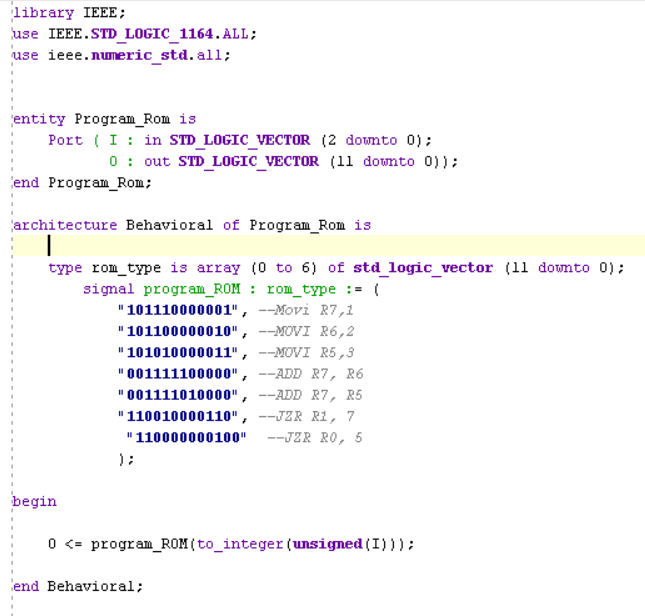 library IEEE;
use IEEE.STD_LOGIC_1164.ALL;
use ieee.numeric_std.all;
entity Program_Rom is
    Port ( I : in STD_LOGIC_VECTOR (2 downto 0);
           O : out STD_LOGIC_VECTOR (11 downto 0));
end Program_Rom;
architecture Behavioral of Program_Rom is
    type rom_type is array (0 to 6) of std_logic_vector (11 downto 0);
        signal program_ROM : rom_type := (
            "101110000001", --Movi R7,1
            "101100000010", --MOVI R6,2
            "101010000011", --MOVI R5,3
            "001111100000", --ADD R7, R6
            "001111010000", --ADD R7, R5
            "110010000110", --JZR R1, 7
             "110000000100"  --JZR R0, 5
            );
begin
    O <= program_ROM(to_integer(unsigned(I)));
end Behavioral;